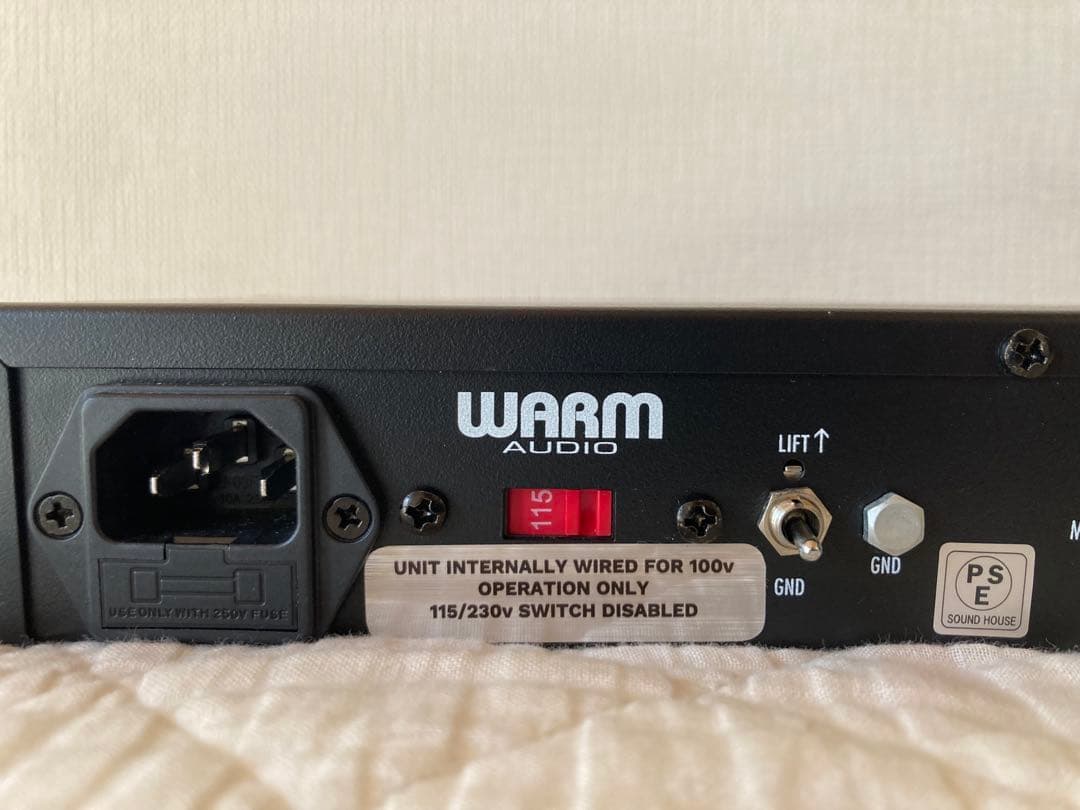 WARM
AUDIO
LIFT↑
115
GND
GND
UNIT INTERNALLY WIRED FOR 100v
OPERATION ONLY
115/230v SWITCH DISABLED
USE ONLY WITH 250V FUSE
PS
E
SOUND HOUSE
M